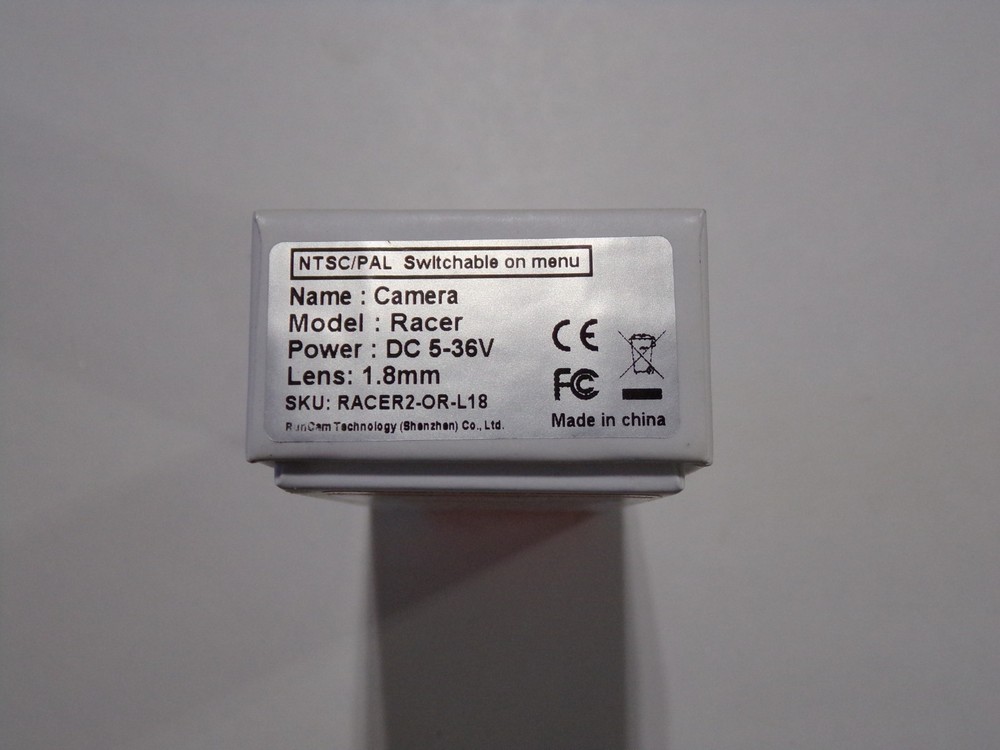 NTSC/PAL Switchable on menu
Name : Camera
Model : Racer
Power : DC 5-36V
Lens: 1.8mm
SKU: RACER2-OR-L18
RunCam Technology (Shenzhen) Co., Ltd.
CE
FC
Made in china